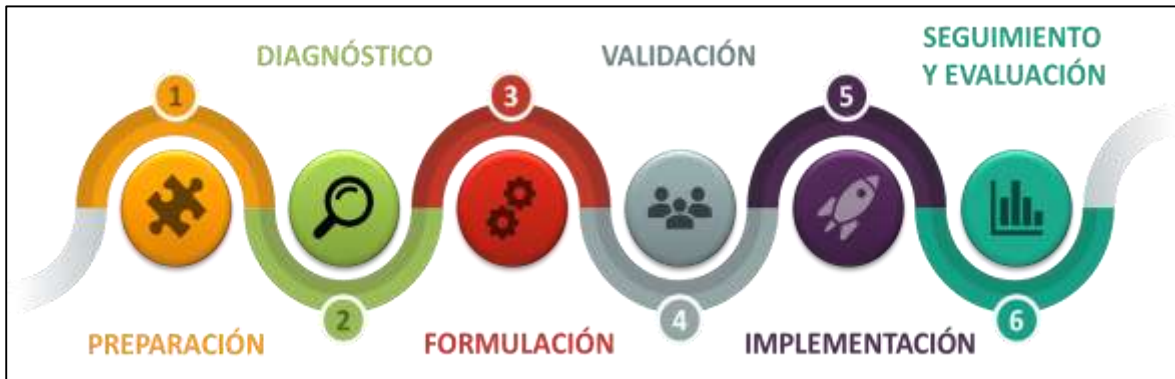 1
PREPARACIÓN
DIAGNÓSTICO
2
3
FORMULACIÓN
VALIDACIÓN
4
5
IMPLEMENTACIÓN
SEGUIMIENTO
Y EVALUACIÓN
6